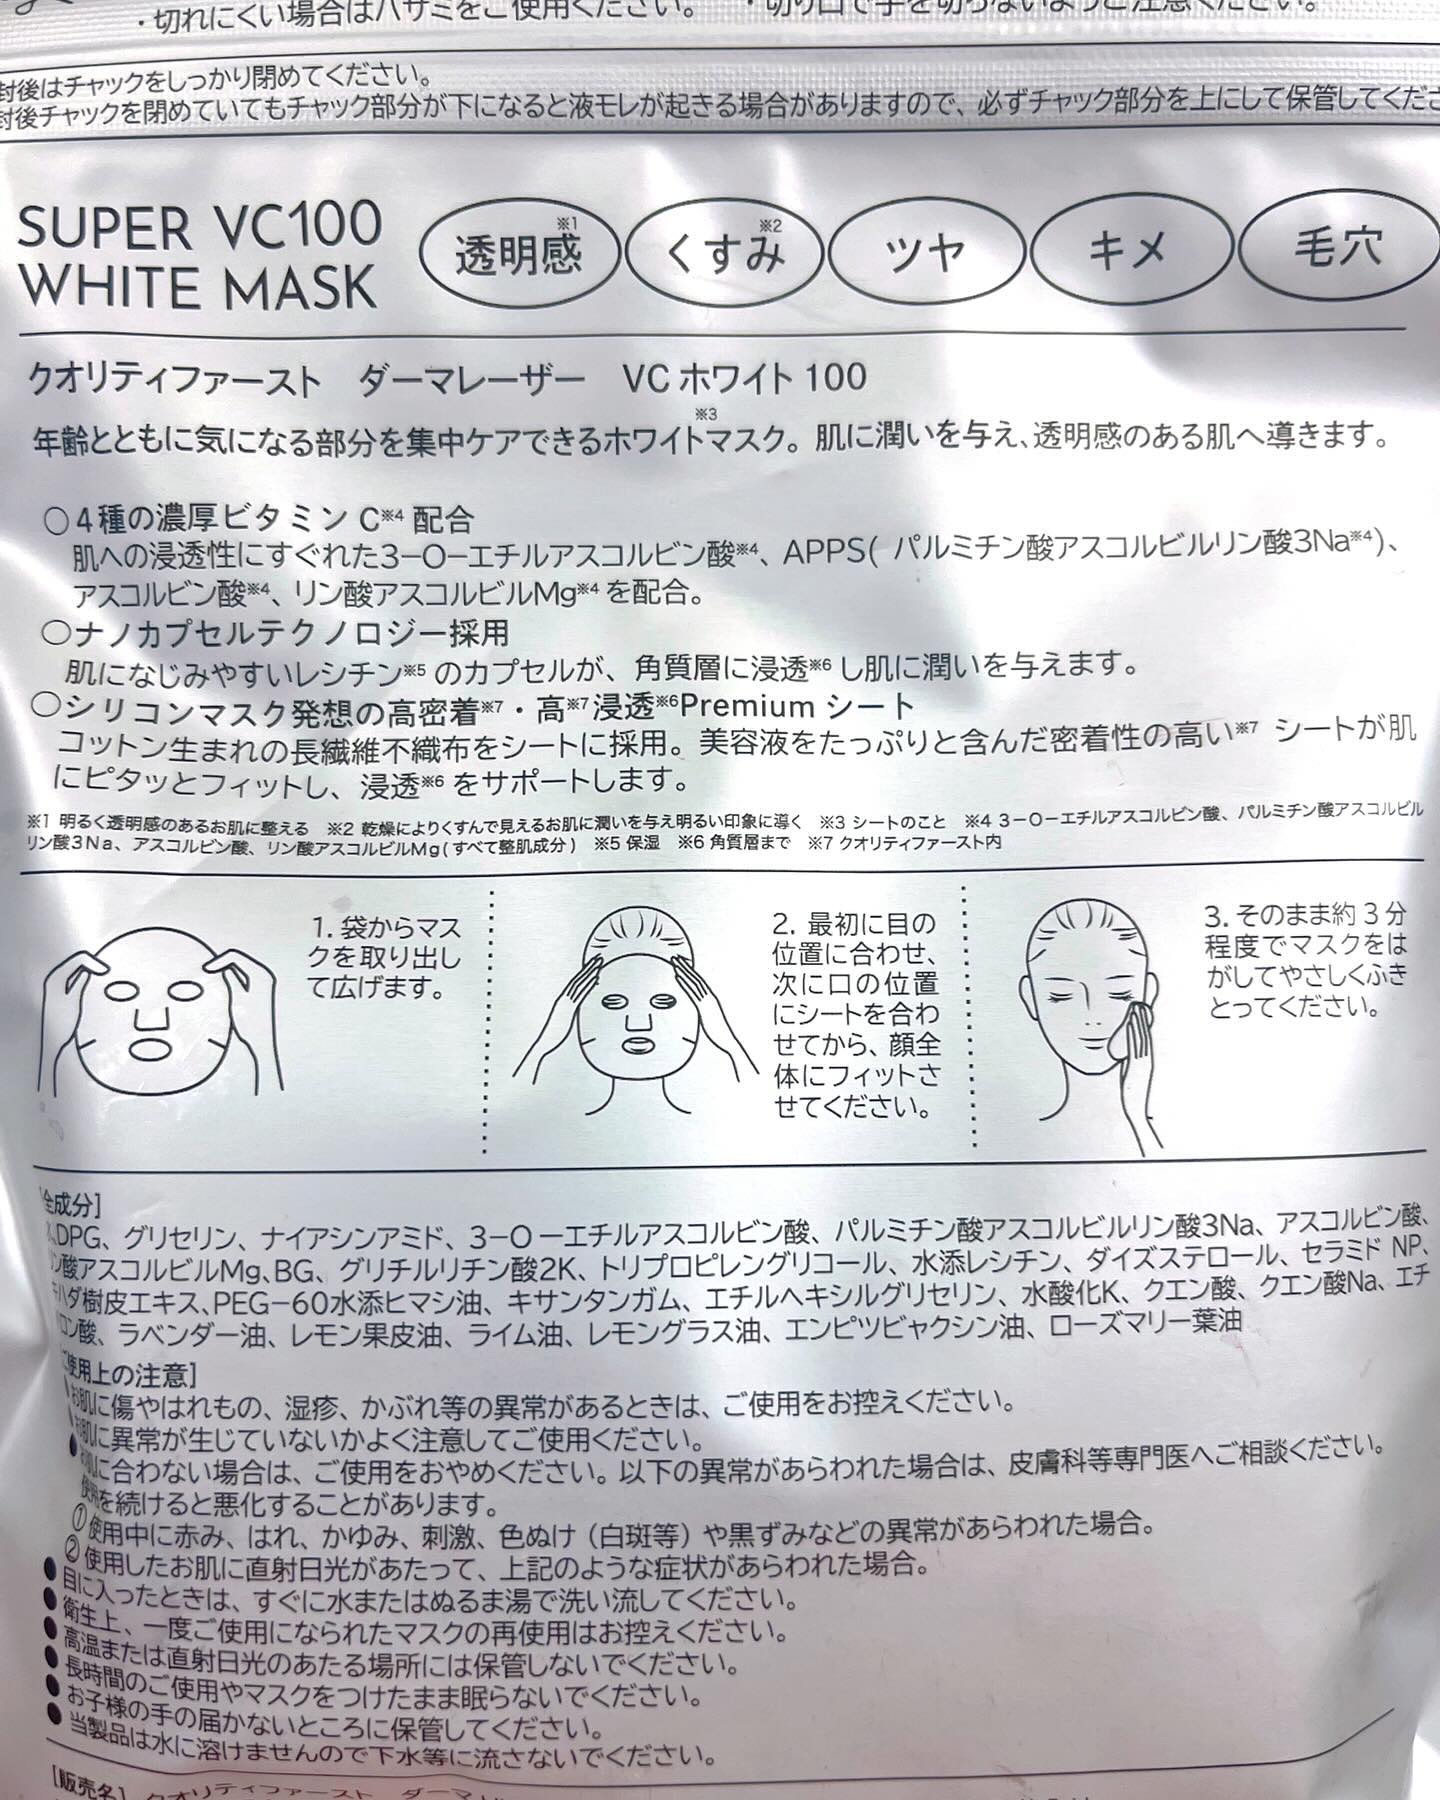 ・切れにくい場合はハサミをご使用ください。 ・切り口で手を切らないようご注意ください。
封後はチャックをしっかり閉めてください。
封後チャックを閉めていてもチャック部分が下になると液モレが起きる場合がありますので、必ずチャック部分を上にして保管してくださ
SUPER VC100
WHITE MASK
透明感※1 くすみ※2 ツヤ キメ 毛穴
クオリティファースト ダーマレーザー VC ホワイト 100
年齢とともに気になる部分を集中ケアできるホワイトマスク※3。肌に潤いを与え、透明感のある肌へ導きます。
○4種の濃厚ビタミン C※4 配合
肌への浸透性にすぐれた3-O-エチルアスコルビン酸※4、APPS( パルミチン酸アスコルビルリン酸3Na※4)、
アスコルビン酸※4、リン酸アスコルビルMg※4 を配合。
○ナノカプセルテクノロジー採用
肌になじみやすいレシチン※5 のカプセルが、角質層に浸透※6 し肌に潤いを与えます。
○シリコンマスク発想の高密着※7・高※7浸透※6Premium シート
コットン生まれの長繊維不織布をシートに採用。美容液をたっぷりと含んだ密着性の高い※7 シートが肌
にピタッとフィットし、浸透※6 をサポートします。
※1 明るく透明感のあるお肌に整える ※2 乾燥によりくすんで見えるお肌に潤いを与え明るい印象に導く ※3 シートのこと ※4 3-O-エチルアスコルビン酸、パルミチン酸アスコルビル
リン酸3Na、アスコルビン酸、リン酸アスコルビルMg(すべて整肌成分) ※5 保湿 ※6 角質層まで ※7 クオリティファースト内
1. 袋からマス
クを取り出し
て広げます。
2. 最初に目の
位置に合わせ、
次に口の位置
にシートを合わ
せてから、顔全
体にフィットさ
せてください。
3. そのまま約 3 分
程度でマスクをは
がしてやさしくふき
とってください。
[全成分]
水、DPG、グリセリン、ナイアシンアミド、3-O-エチルアスコルビン酸、パルミチン酸アスコルビルリン酸3Na、アスコルビン酸、
リン酸アスコルビルMg、BG、グリチルリチン酸2K、トリプロピレングリコール、水添レシチン、ダイズステロール、セラミド NP、
キハダ樹皮エキス、PEG-60水添ヒマシ油、キサンタンガム、エチルヘキシルグリセリン、水酸化K、クエン酸、クエン酸Na、エチ
ドロン酸、ラベンダー油、レモン果皮油、ライム油、レモングラス油、エンピツビャクシン油、ローズマリー葉油
[ご使用上の注意]
お肌に傷やはれもの、湿疹、かぶれ等の異常があるときは、ご使用をお控えください。
お肌に異常が生じていないかよく注意してご使用ください。
●お肌に合わない場合は、ご使用をおやめください。以下の異常があらわれた場合は、皮膚科等専門医へご相談ください。
使用を続けると悪化することがあります。
① 使用中に赤み、はれ、かゆみ、刺激、色ぬけ（白斑等）や黒ずみなどの異常があらわれた場合。
② 使用したお肌に直射日光があたって、上記のような症状があらわれた場合。
●目に入ったときは、すぐに水またはぬるま湯で洗い流してください。
●衛生上、一度ご使用になられたマスクの再使用はお控えください。
●高温または直射日光のあたる場所には保管しないでください。
●長時間のご使用やマスクをつけたまま眠らないでください。
●お子様の手の届かないところに保管してください。
●当製品は水に溶けませんので下水等に流さないでください。
[販売名] クオリティファースト ダーマレ